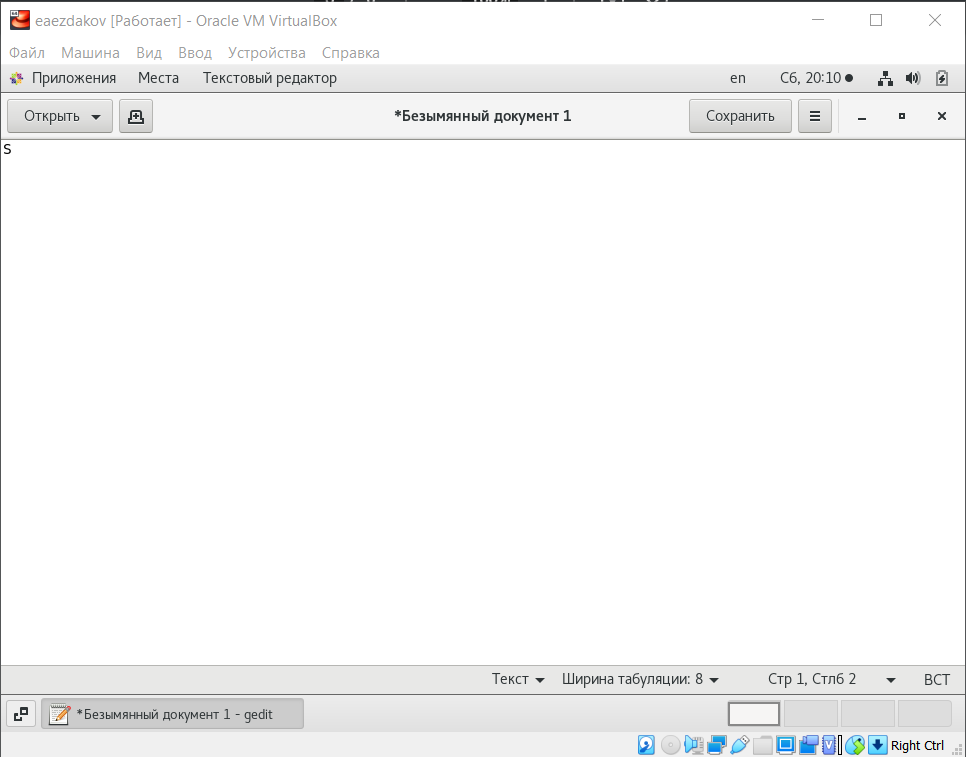 eaezdakov [Работает] - Oracle VM VirtualBox
Файл Машина Вид Ввод Устройства Справка
Приложения Места Текстовый редактор en Сб, 20:10
Открыть *Безымянный документ 1 Сохранить
S
Текст Ширина табуляции: 8 Стр 1, Стлб 2 ВСТ
*Безымянный документ 1 - gedit
Right Ctrl